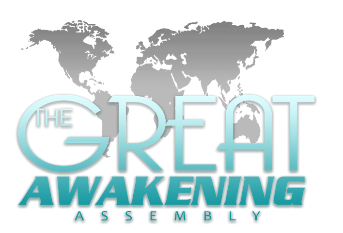 THE
GREAT
AWAKENING
ASSEMBLY